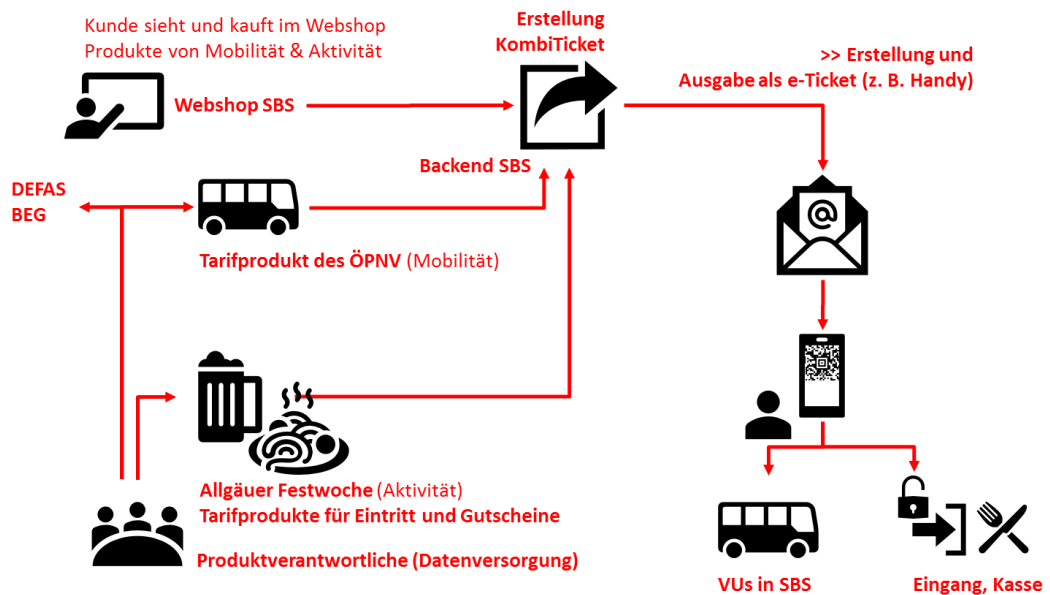 Kunde sieht und kauft im Webshop
Produkte von Mobilität & Aktivität
Webshop SBS
Erstellung
KombiTicket
>> Erstellung und
Ausgabe als e-Ticket (z. B. Handy)
Backend SBS
DEFAS
BEG
Tarifprodukt des ÖPNV (Mobilität)
@
Allgäuer Festwoche (Aktivität)
Tarifprodukte für Eintritt und Gutscheine
Produktverantwortliche (Datenversorgung)
VUs in SBS
Eingang, Kasse